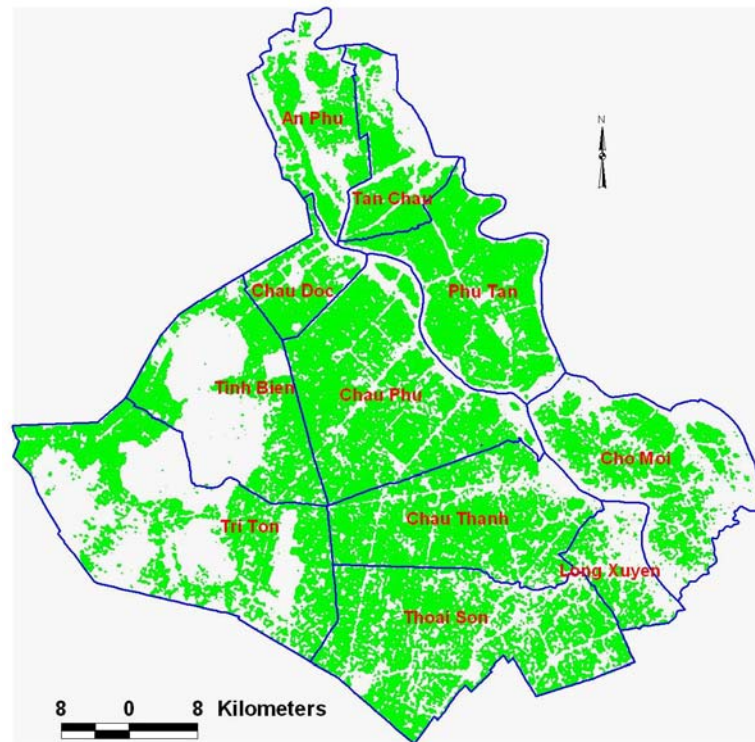 N
An Phu
Tan Chau
Chau Doc
Phu Tan
Tinh Bien
Chau Phu
Cho Moi
Chau Thanh
Tri Ton
Long Xuyen
Thoai Son
8 0 8 Kilometers